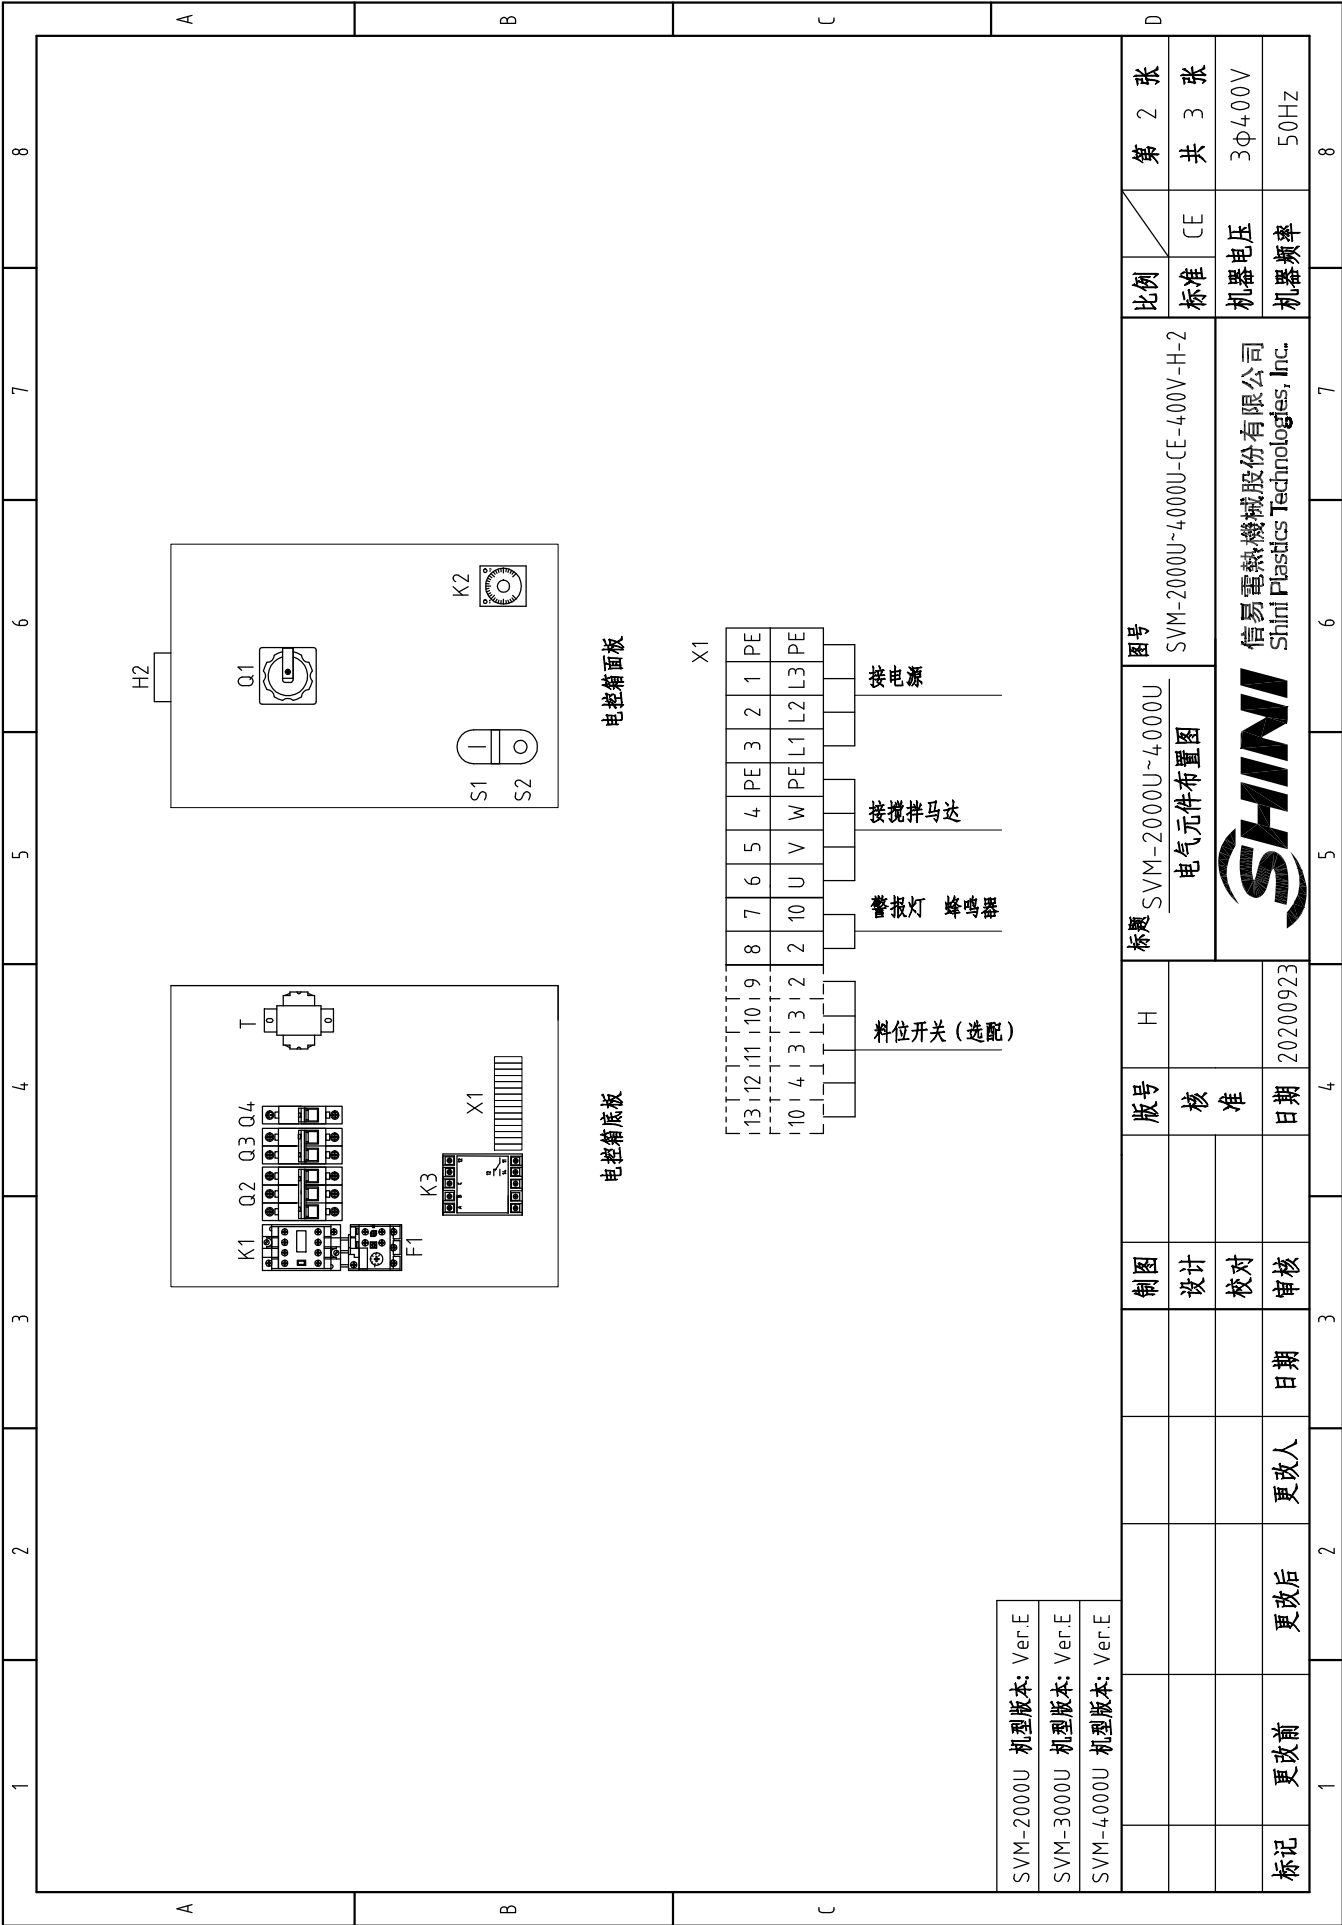 1 2 3 4 5 6 7 8
A
B
C
D
A
B
C
H2
K1 Q2 Q3 Q4 T
Q1
F1
K3 X1
S1
S2
K2
电控箱底板
电控箱面板
X1
13 12 11 10 9 8 7 6 5 4 PE 3 2 1 PE
10 4 3 3 2 2 10 U V W PE L1 L2 L3 PE
料位开关(选配)
警报灯 蜂鸣器
接搅拌马达
接电源
SVM-2000U 机型版本: Ver.E
SVM-3000U 机型版本: Ver.E
SVM-4000U 机型版本: Ver.E
标记 更改前 更改后 更改人 日期
制图
设计
校对
审核
版号 H
核
准
日期 20200923
标题
SVM-2000U~4000U
电气元件布置图
图号
SVM-2000U~4000U-CE-400V-H-2
SHINI
信易電熱機械股份有限公司
Shini Plastics Technologies, Inc.
比例 第 2 张
标准 CE 共 3 张
机器电压 3φ400V
机器频率 50Hz
1 2 3 4 5 6 7 8